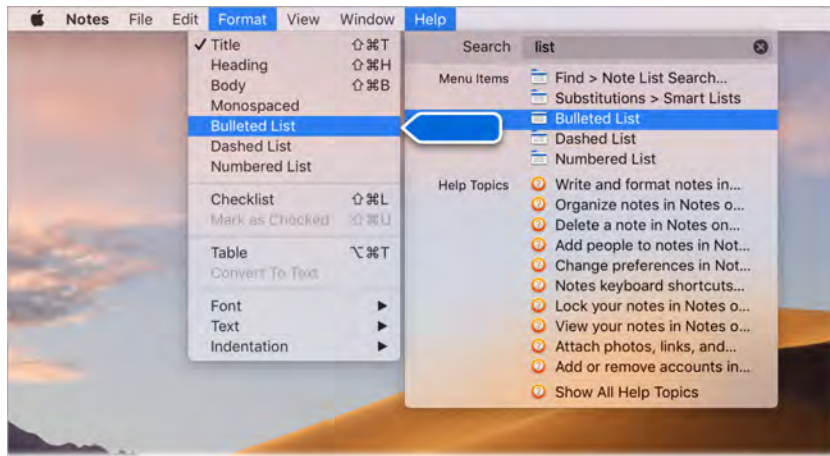 Notes File Edit Format View Window Help
✓ Title ⇧⌘T
Heading ⇧⌘H
Body ⇧⌘B
Monospaced
Bulleted List
Dashed List
Numbered List
Checklist ⇧⌘L
Mark as Checked ⇧⌘U
Table ⌥⌘T
Convert To Text
Font ▶
Text ▶
Indentation ▶
Search list
Menu Items Find > Note List Search...
Substitutions > Smart Lists
Bulleted List
Dashed List
Numbered List
Help Topics Write and format notes in...
Organize notes in Notes o...
Delete a note in Notes on...
Add people to notes in Not...
Change preferences in Not...
Notes keyboard shortcuts...
Lock your notes in Notes o...
View your notes in Notes o...
Attach photos, links, and...
Add or remove accounts in...
Show All Help Topics